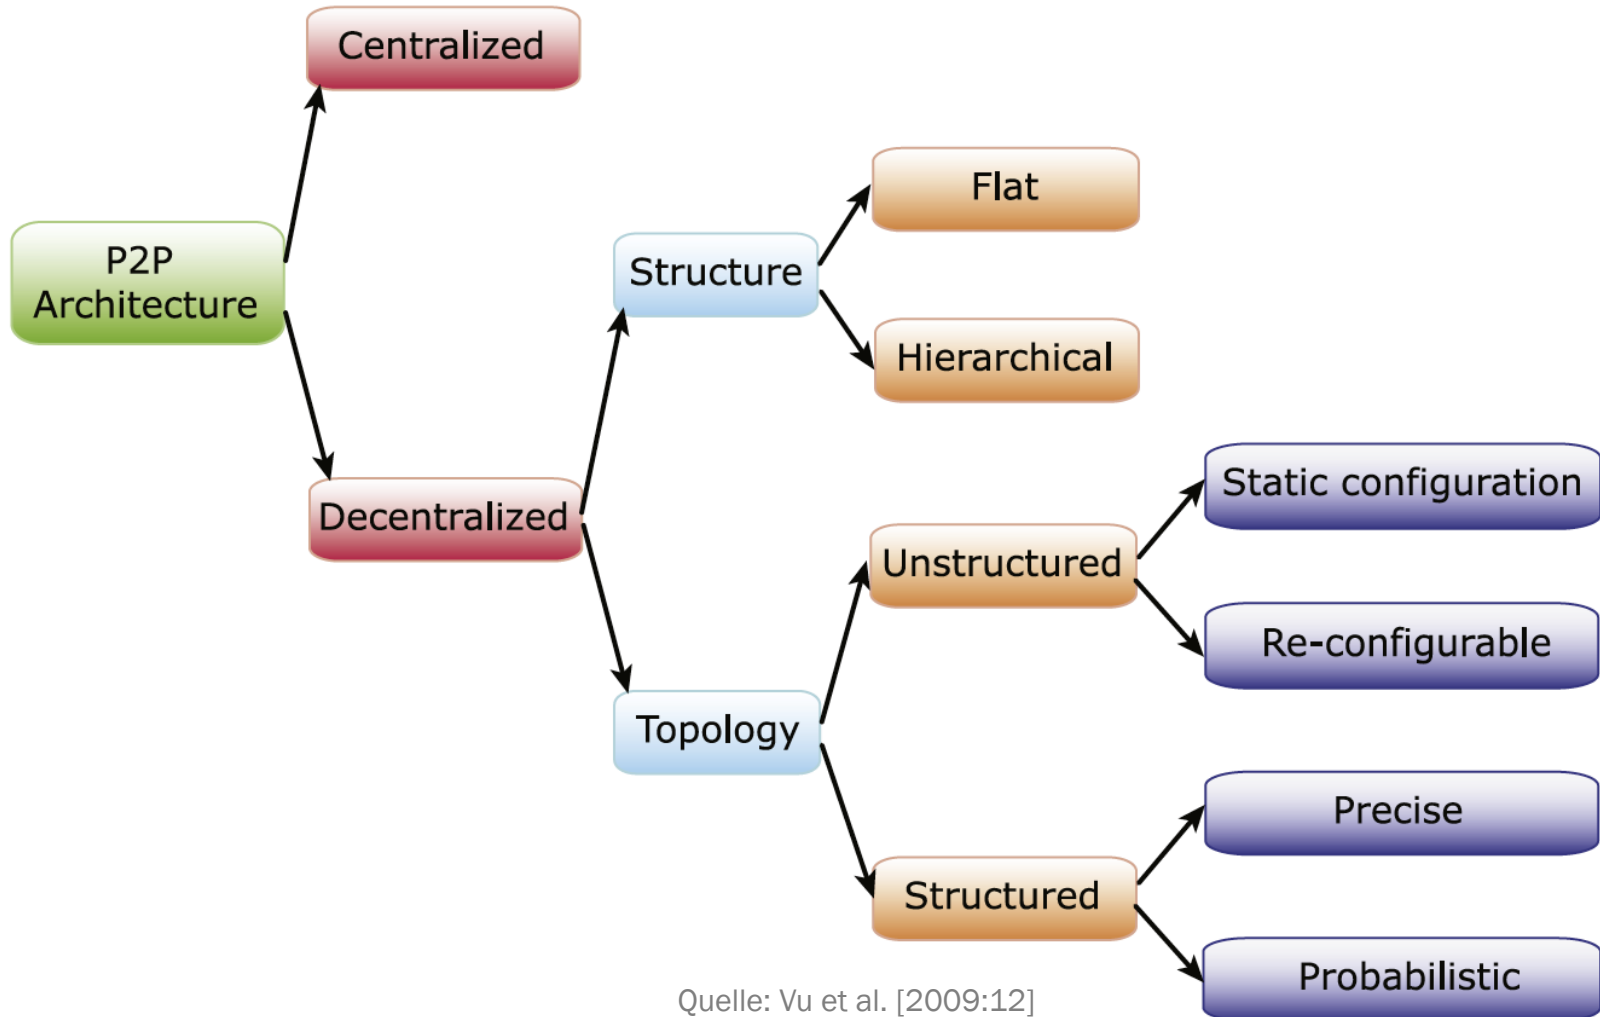 Centralized
Flat
P2P
Architecture
Structure
Hierarchical
Static configuration
Decentralized
Unstructured
Re-configurable
Topology
Precise
Structured
Probabilistic
Quelle: Vu et al. [2009:12]